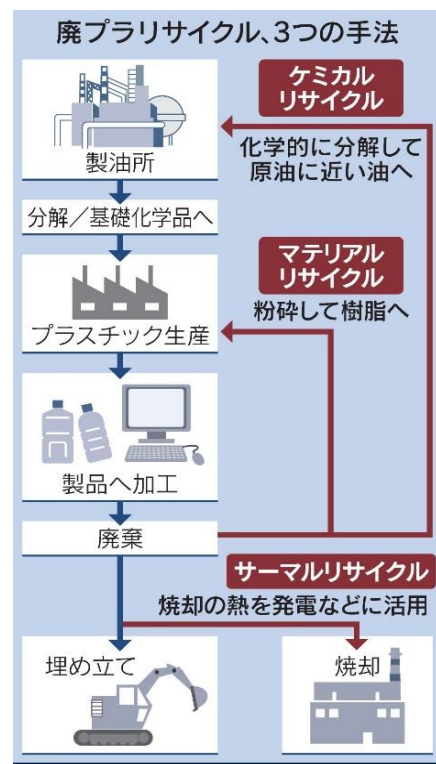 廃プラリサイクル、3つの手法
ケミカル
リサイクル
化学的に分解して
原油に近い油へ
製油所
分解／基礎化学品へ
マテリアル
リサイクル
粉砕して樹脂へ
プラスチック生産
製品へ加工
廃棄
サーマルリサイクル
焼却の熱を発電などに活用
埋め立て
焼却